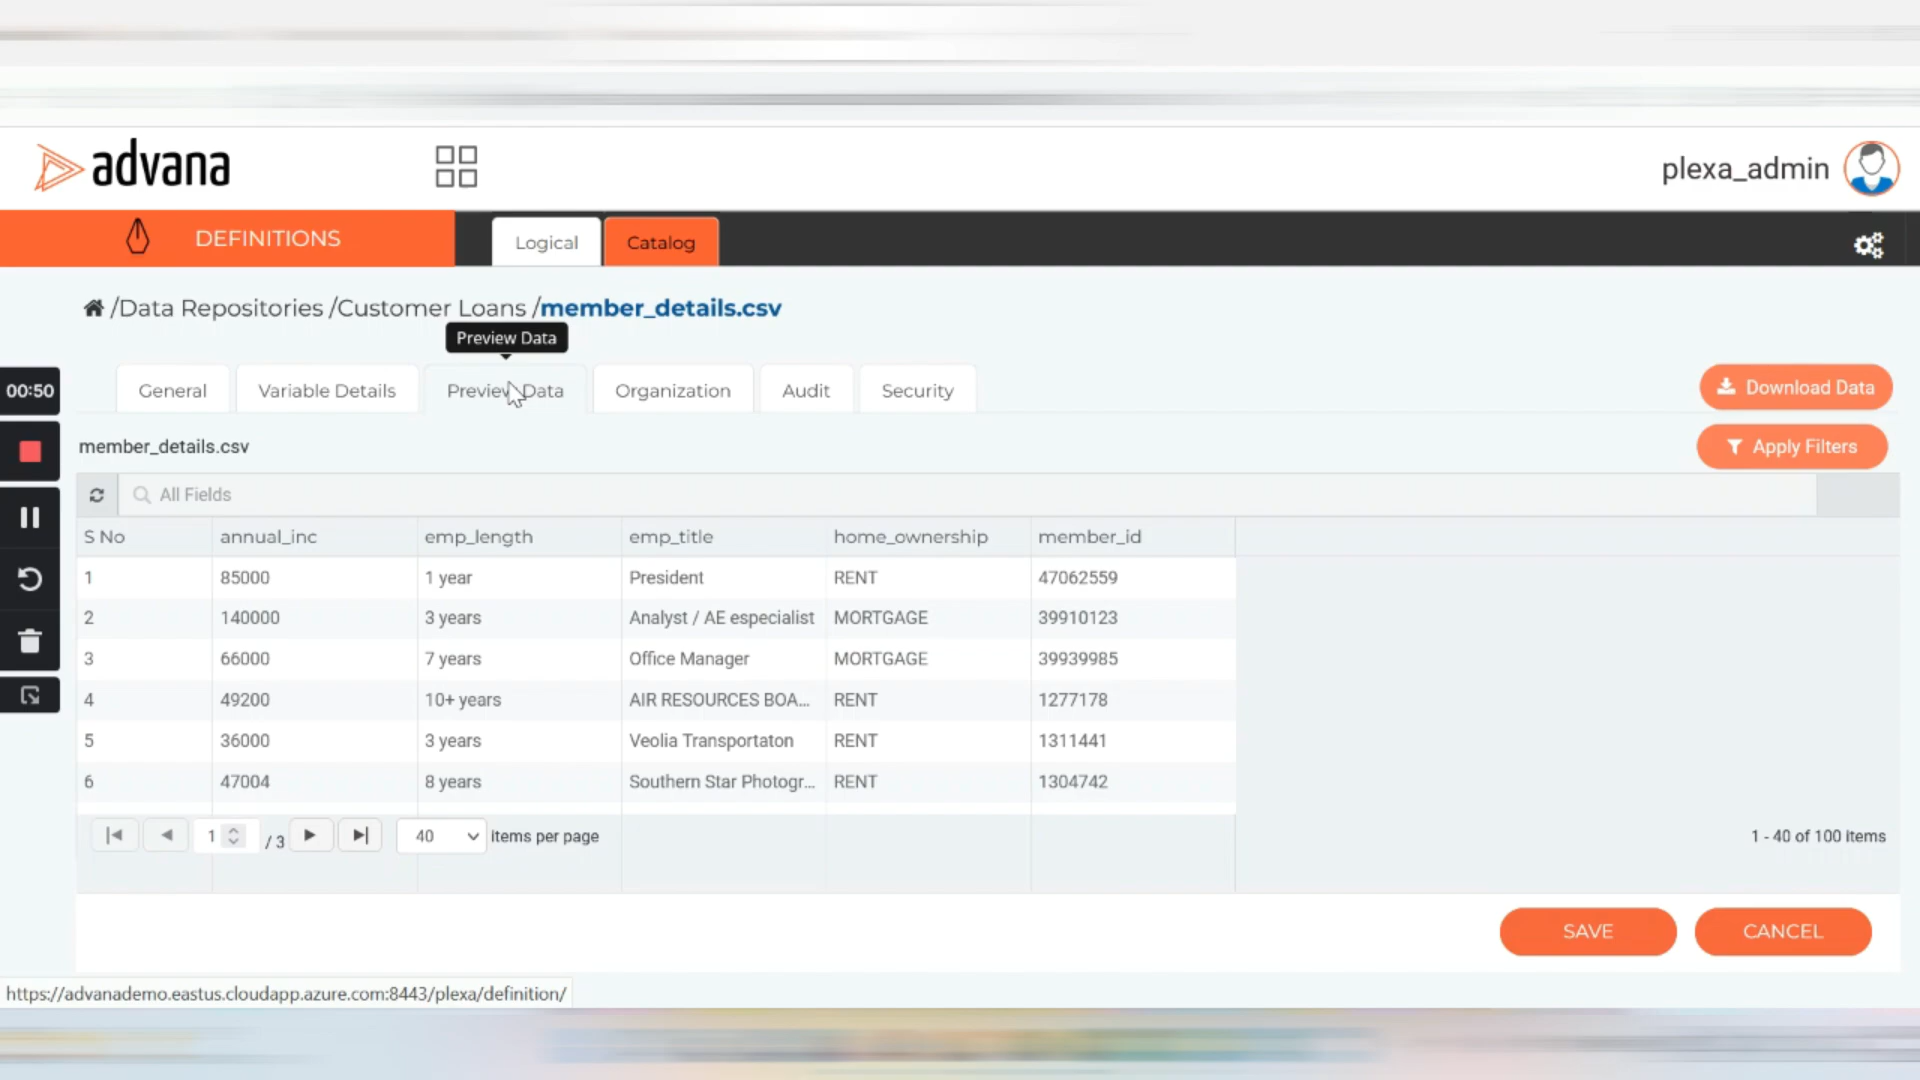 advana
plexa_admin
DEFINITIONS
Logical
Catalog
/Data Repositories /Customer Loans /member_details.csv
Preview Data
00:50
General
Variable Details
Preview Data
Organization
Audit
Security
Download Data
member_details.csv
Apply Filters
All Fields
S No annual_inc emp_length emp_title home_ownership member_id
1 85000 1 year President RENT 47062559
2 140000 3 years Analyst / AE especialist MORTGAGE 39910123
3 66000 7 years Office Manager MORTGAGE 39939985
4 49200 10+ years AIR RESOURCES BOA... RENT 1277178
5 36000 3 years Veolia Transportaton RENT 1311441
6 47004 8 years Southern Star Photogr... RENT 1304742
1 / 3 40 items per page 1 - 40 of 100 items
SAVE
CANCEL
https://advanademo.eastus.cloudapp.azure.com:8443/plexa/definition/